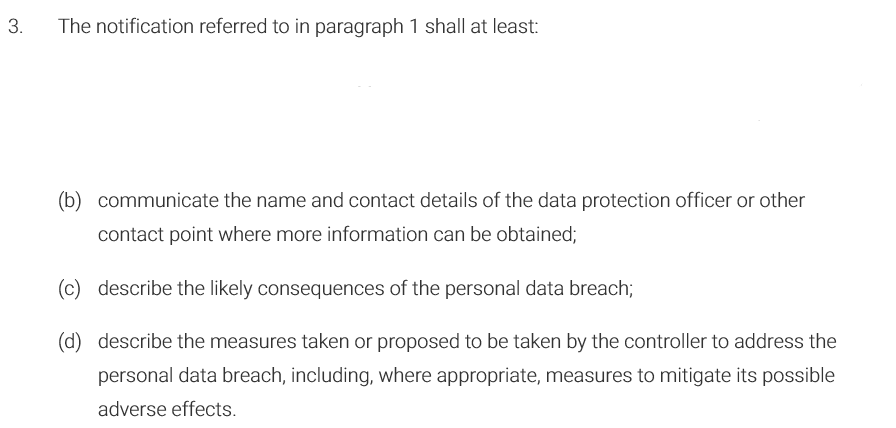 3. The notification referred to in paragraph 1 shall at least:
(b) communicate the name and contact details of the data protection officer or other
contact point where more information can be obtained;
(c) describe the likely consequences of the personal data breach;
(d) describe the measures taken or proposed to be taken by the controller to address the
personal data breach, including, where appropriate, measures to mitigate its possible
adverse effects.